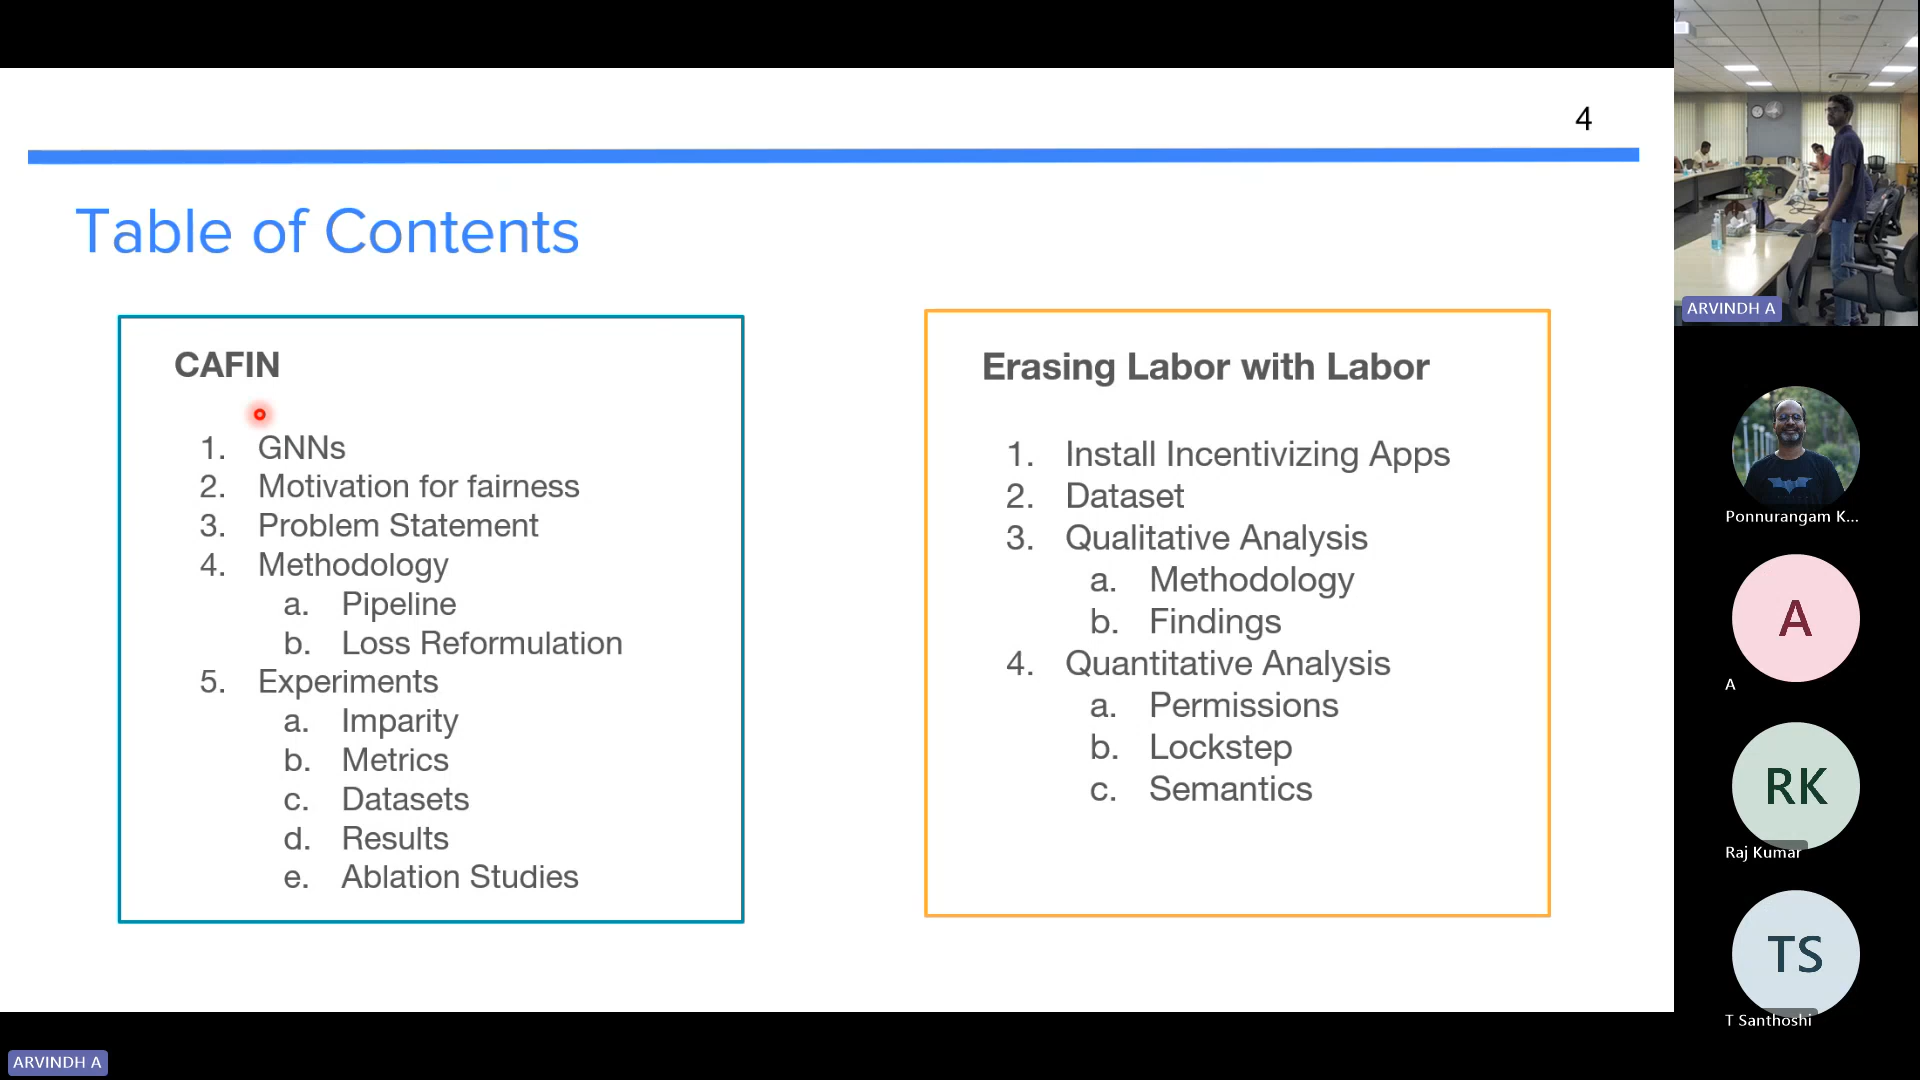 4
Table of Contents
CAFIN
1. GNNs
2. Motivation for fairness
3. Problem Statement
4. Methodology
a. Pipeline
b. Loss Reformulation
5. Experiments
a. Imparity
b. Metrics
c. Datasets
d. Results
e. Ablation Studies
Erasing Labor with Labor
1. Install Incentivizing Apps
2. Dataset
3. Qualitative Analysis
a. Methodology
b. Findings
4. Quantitative Analysis
a. Permissions
b. Lockstep
c. Semantics
ARVINDH A
Ponnurangam K...
A
A
RK
Raj Kumar
TS
T Santhoshi
ARVINDH A